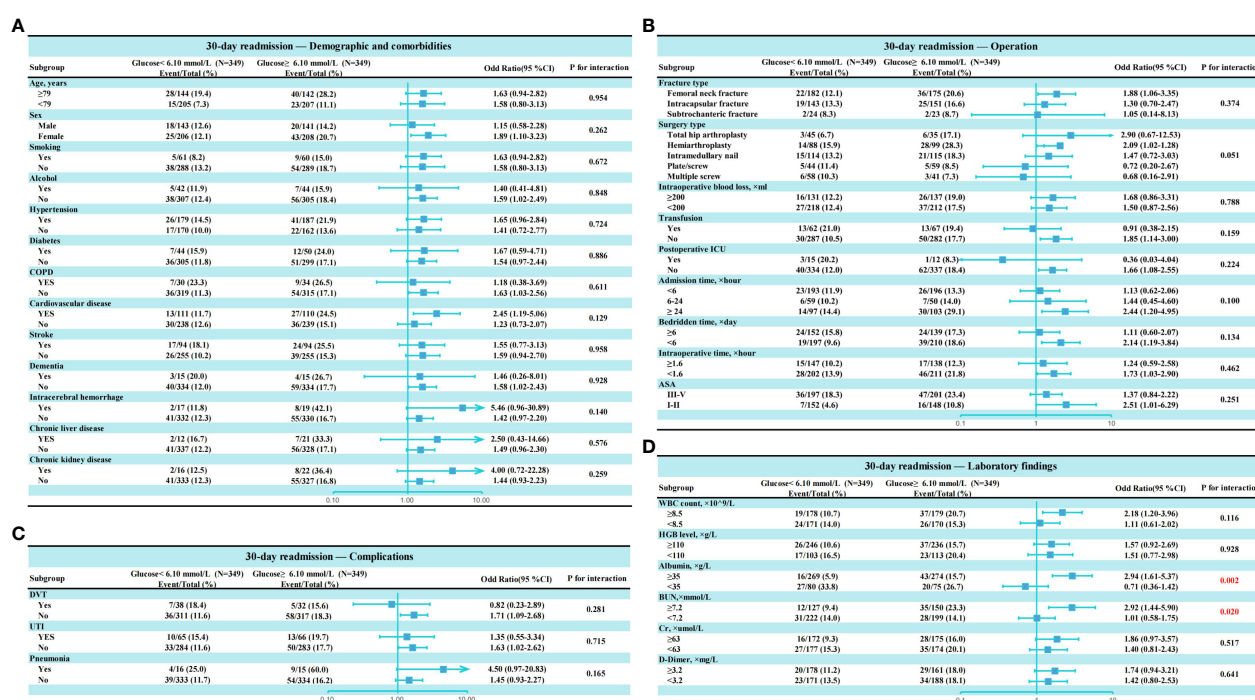 A
30-day readmission — Demographic and comorbidities
Subgroup Glucose< 6.10 mmol/L (N=349) Event/Total (%) Glucose≥ 6.10 mmol/L (N=349) Event/Total (%) Odd Ratio(95 %CI) P for interaction
Age, years
≥79 28/144 (19.4) 40/142 (28.2) 1.63 (0.94-2.82) 0.954
<79 15/205 (7.3) 23/207 (11.1) 1.58 (0.80-3.13)
Sex
Male 18/143 (12.6) 20/141 (14.2) 1.15 (0.58-2.28) 0.262
Female 25/206 (12.1) 43/208 (20.7) 1.89 (1.10-3.23)
Smoking
Yes 5/61 (8.2) 9/60 (15.0) 1.63 (0.94-2.82) 0.672
No 38/288 (13.2) 54/289 (18.7) 1.58 (0.80-3.13)
Alcohol
Yes 5/42 (11.9) 7/44 (15.9) 1.40 (0.41-4.81) 0.848
No 38/307 (12.4) 56/305 (18.4) 1.59 (1.02-2.49)
Hypertension
Yes 26/179 (14.5) 41/187 (21.9) 1.65 (0.96-2.84) 0.724
No 17/170 (10.0) 22/162 (13.6) 1.41 (0.72-2.77)
Diabetes
Yes 7/44 (15.9) 12/50 (24.0) 1.67 (0.59-4.71) 0.886
No 36/305 (11.8) 51/299 (17.1) 1.54 (0.97-2.44)
COPD
YES 7/30 (23.3) 9/34 (26.5) 1.18 (0.38-3.69) 0.611
No 36/319 (11.3) 54/315 (17.1) 1.63 (1.03-2.56)
Cardiovascular disease
YES 13/111 (11.7) 27/110 (24.5) 2.45 (1.19-5.06) 0.129
No 30/238 (12.6) 36/239 (15.1) 1.23 (0.73-2.07)
Stroke
Yes 17/94 (18.1) 24/94 (25.5) 1.55 (0.77-3.13) 0.958
No 26/255 (10.2) 39/255 (15.3) 1.59 (0.94-2.70)
Dementia
Yes 3/15 (20.0) 4/15 (26.7) 1.46 (0.26-8.01) 0.928
No 40/334 (12.0) 59/334 (17.7) 1.58 (1.02-2.43)
Intracerebral hemorrhage
Yes 2/17 (11.8) 8/19 (42.1) 5.46 (0.96-30.89) 0.140
No 41/332 (12.3) 55/330 (16.7) 1.42 (0.97-2.20)
Chronic liver disease
YES 2/12 (16.7) 7/21 (33.3) 2.50 (0.43-14.66) 0.576
No 41/337 (12.2) 56/328 (17.1) 1.49 (0.96-2.30)
Chronic kidney disease
Yes 2/16 (12.5) 8/22 (36.4) 4.00 (0.72-22.28) 0.259
No 41/333 (12.3) 55/327 (16.8) 1.44 (0.93-2.23)
0.10 1.00 10.00
B
30-day readmission — Operation
Subgroup Glucose< 6.10 mmol/L (N=349) Event/Total (%) Glucose≥ 6.10 mmol/L (N=349) Event/Total (%) Odd Ratio(95 %CI) P for interaction
Fracture type
Femoral neck fracture 22/182 (12.1) 36/175 (20.6) 1.88 (1.06-3.35)
Intracapsular fracture 19/143 (13.3) 25/151 (16.6) 1.30 (0.70-2.47) 0.374
Subtrochanteric fracture 2/24 (8.3) 2/23 (8.7) 1.05 (0.14-8.13)
Surgery type
Total hip arthroplasty 3/45 (6.7) 6/35 (17.1) 2.90 (0.67-12.53)
Hemiarthroplasty 14/88 (15.9) 28/99 (28.3) 2.09 (1.02-1.28)
Intramedullary nail 15/114 (13.2) 21/115 (18.3) 1.47 (0.72-3.03) 0.051
Plate/screw 5/44 (11.4) 5/59 (8.5) 0.72 (0.20-2.67)
Multiple screw 6/58 (10.3) 3/41 (7.3) 0.68 (0.16-2.91)
Intraoperative blood loss, ×ml
≥200 16/131 (12.2) 26/137 (19.0) 1.68 (0.86-3.31) 0.788
<200 27/218 (12.4) 37/212 (17.5) 1.50 (0.87-2.56)
Transfusion
Yes 13/62 (21.0) 13/67 (19.4) 0.91 (0.38-2.15) 0.159
No 30/287 (10.5) 50/282 (17.7) 1.85 (1.14-3.00)
Postoperative ICU
Yes 3/15 (20.2) 1/12 (8.3) 0.36 (0.03-4.04) 0.224
No 40/334 (12.0) 62/337 (18.4) 1.66 (1.08-2.55)
Admission time, ×hour
<6 23/193 (11.9) 26/196 (13.3) 1.13 (0.62-2.06)
6-24 6/59 (10.2) 7/50 (14.0) 1.44 (0.45-4.60) 0.100
≥ 24 14/97 (14.4) 30/103 (29.1) 2.44 (1.20-4.95)
Bedridden time, ×day
≥6 24/152 (15.8) 24/139 (17.3) 1.11 (0.60-2.07) 0.134
<6 19/197 (9.6) 39/210 (18.6) 2.14 (1.19-3.84)
Intraoperative time, ×hour
≥1.6 15/147 (10.2) 17/138 (12.3) 1.24 (0.59-2.58) 0.462
<1.6 28/202 (13.9) 46/211 (21.8) 1.73 (1.03-2.90)
ASA
III-V 36/197 (18.3) 47/201 (23.4) 1.37 (0.84-2.22) 0.251
I-II 7/152 (4.6) 16/148 (10.8) 2.51 (1.01-6.29)
0.1 1 10
C
30-day readmission — Complications
Subgroup Glucose< 6.10 mmol/L (N=349) Event/Total (%) Glucose≥ 6.10 mmol/L (N=349) Event/Total (%) Odd Ratio(95 %CI) P for interaction
DVT
Yes 7/38 (18.4) 5/32 (15.6) 0.82 (0.23-2.89) 0.281
No 36/311 (11.6) 58/317 (18.3) 1.71 (1.09-2.68)
UTI
YES 10/65 (15.4) 13/66 (19.7) 1.35 (0.55-3.34) 0.715
No 33/284 (11.6) 50/283 (17.7) 1.63 (1.02-2.62)
Pneumonia
Yes 4/16 (25.0) 9/15 (60.0) 4.50 (0.97-20.83) 0.165
No 39/333 (11.7) 54/334 (16.2) 1.45 (0.93-2.27)
0.10 1.00 10.00
D
30-day readmission — Laboratory findings
Subgroup Glucose< 6.10 mmol/L (N=349) Event/Total (%) Glucose≥ 6.10 mmol/L (N=349) Event/Total (%) Odd Ratio(95 %CI) P for interaction
WBC count, ×10^9/L
≥8.5 19/178 (10.7) 37/179 (20.7) 2.18 (1.20-3.96) 0.116
<8.5 24/171 (14.0) 26/170 (15.3) 1.11 (0.61-2.02)
HGB level, ×g/L
≥110 26/246 (10.6) 37/236 (15.7) 1.57 (0.92-2.69) 0.928
<110 17/103 (16.5) 23/113 (20.4) 1.51 (0.77-2.98)
Albumin, ×g/L
≥35 16/269 (5.9) 43/274 (15.7) 2.94 (1.61-5.37) 0.002
<35 27/80 (33.8) 20/75 (26.7) 0.71 (0.36-1.42)
BUN,×mmol/L
≥7.2 12/127 (9.4) 35/150 (23.3) 2.92 (1.44-5.90) 0.020
<7.2 31/222 (14.0) 28/199 (14.1) 1.01 (0.58-1.75)
Cr, ×umol/L
≥63 16/172 (9.3) 28/175 (16.0) 1.86 (0.97-3.57) 0.517
<63 27/177 (15.3) 35/174 (20.1) 1.40 (0.81-2.43)
D-Dimer, ×mg/L
≥3.2 20/178 (11.2) 29/161 (18.0) 1.74 (0.94-3.21) 0.641
<3.2 23/171 (13.5) 34/188 (18.1) 1.42 (0.80-2.53)
0.1 1 10